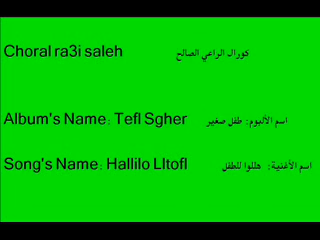 Choral ra3i saleh كورال الراعي الصالح
Album's Name: Tefl Sgher اسم الألبوم: طفل صغير
Song's Name: Hallilo Lltofl اسم الأغنية: هللوا للطفل